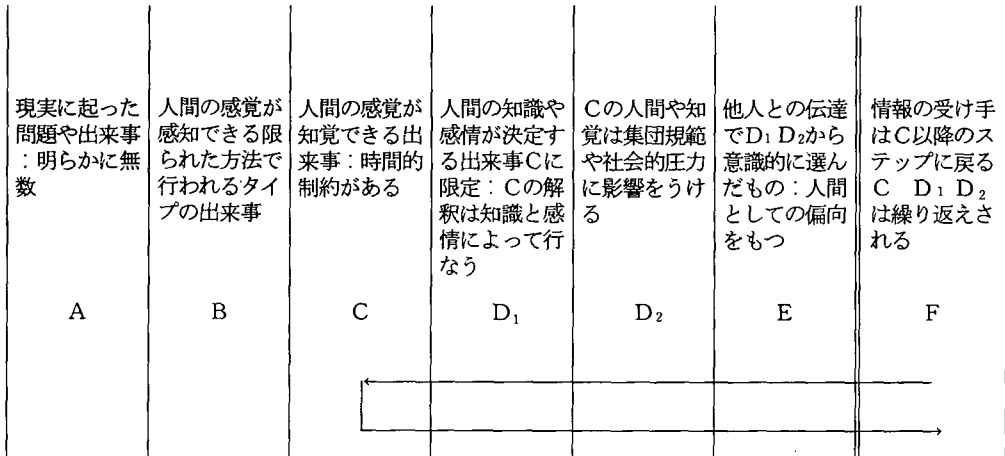 現実に起った
問題や出来事
：明らかに無
数
A
人間の感覚が
感知できる限
られた方法で
行われるタイ
プの出来事
B
人間の感覚が
知覚できる出
来事：時間的
制約がある
C
人間の知識や
感情が決定す
る出来事Cに
限定：Cの解
釈は知識と感
情によって行
なう
D₁
Cの人間や知
覚は集団規範
や社会的圧力
に影響をうけ
る
D₂
他人との伝達
でD₁ D₂から
意識的に選ん
だもの：人間
としての偏向
をもつ
E
情報の受け手
はC以降のス
テップに戻る
C D₁ D₂
は繰り返えさ
れる
F